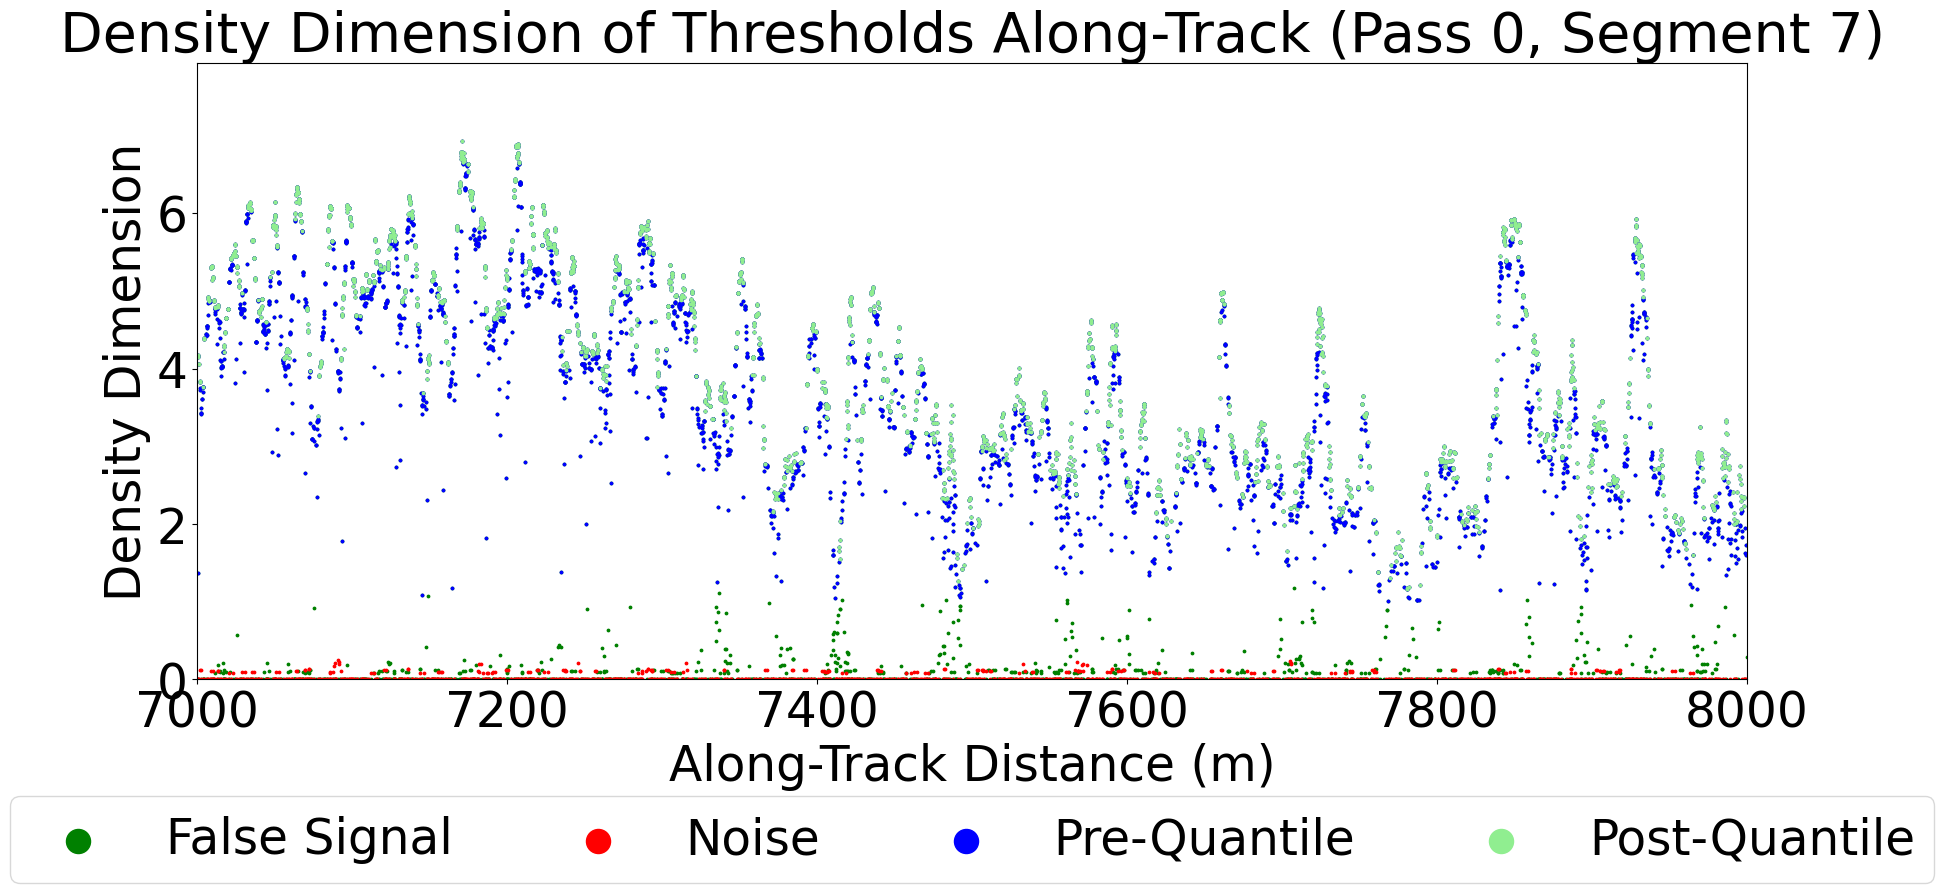 Density Dimension of Thresholds Along-Track (Pass 0, Segment 7)
Density Dimension
6
4
2
0
7000 7200 7400 7600 7800 8000
Along-Track Distance (m)
False Signal Noise Pre-Quantile Post-Quantile